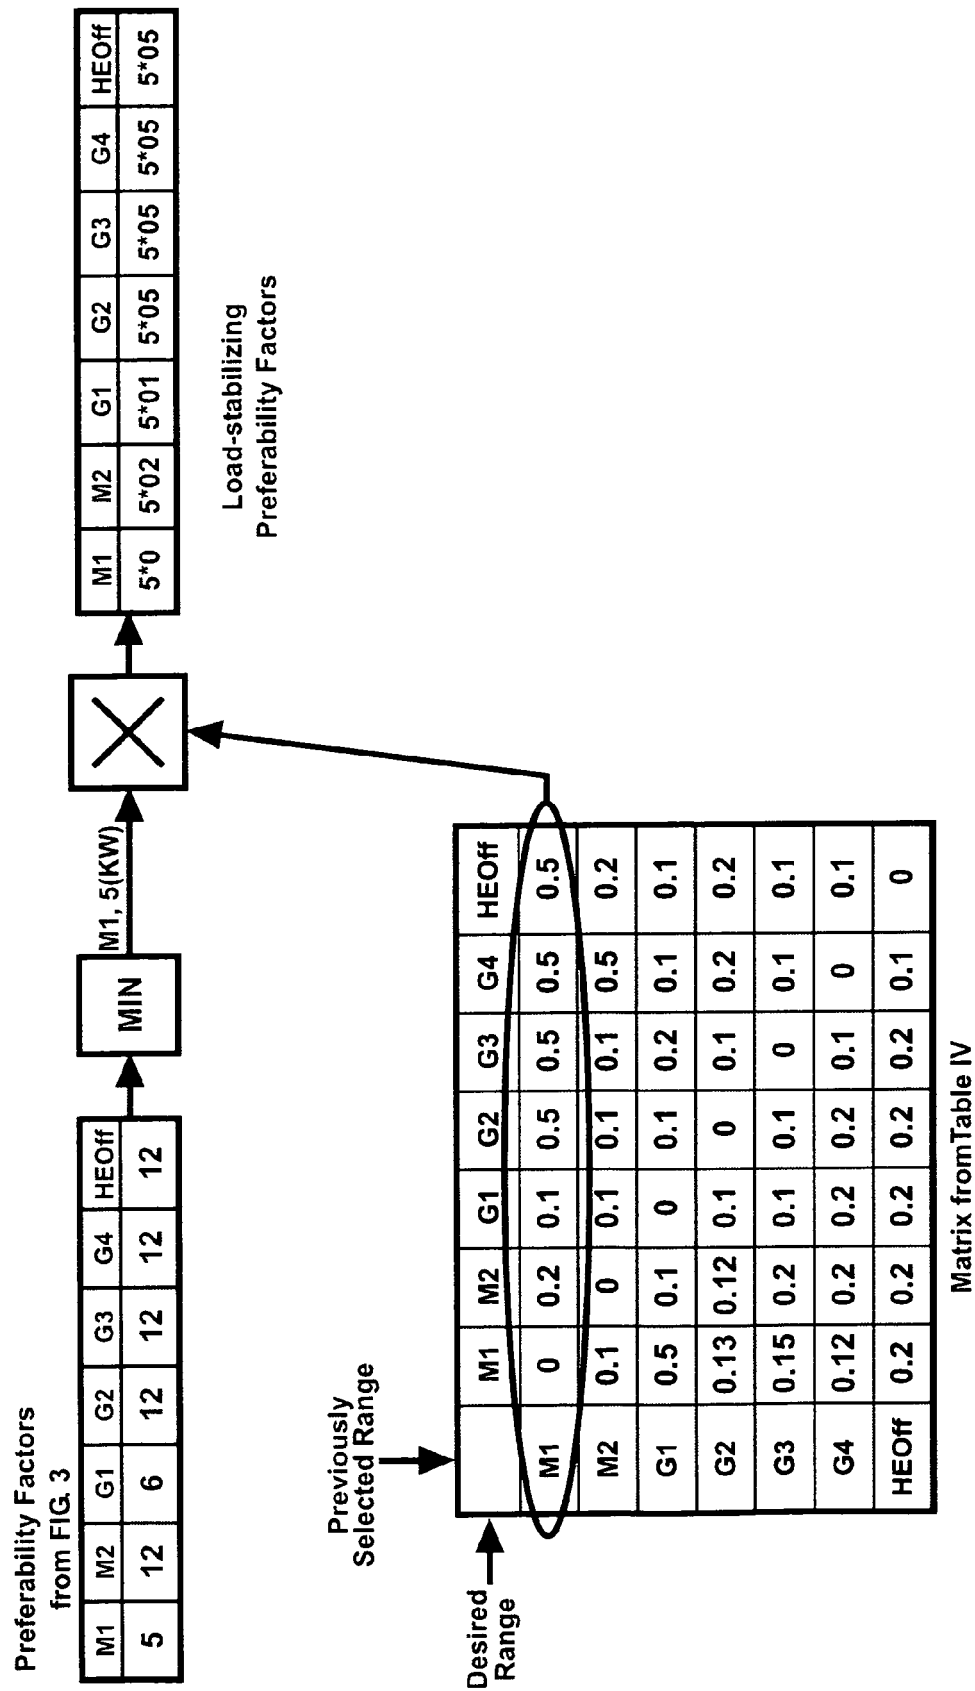 Preferability Factors
from FIG. 3
M1 M2 G1 G2 G3 G4 HEOff
5 12 6 12 12 12 12
MIN
M1, 5(KW)
M1 M2 G1 G2 G3 G4 HEOff
5*0 5*02 5*01 5*05 5*05 5*05 5*05
Load-stabilizing
Preferability Factors
Previously
Selected Range
Desired
Range
M1 M2 G1 G2 G3 G4 HEOff
M1 0 0.2 0.1 0.5 0.5 0.5 0.5
M2 0.1 0 0.1 0.1 0.1 0.5 0.2
G1 0.5 0.1 0 0.1 0.2 0.1 0.1
G2 0.13 0.12 0.1 0 0.1 0.2 0.2
G3 0.15 0.2 0.1 0.1 0 0.1 0.1
G4 0.12 0.2 0.2 0.2 0.1 0 0.1
HEOff 0.2 0.2 0.2 0.2 0.2 0.1 0
Matrix fromTable IV